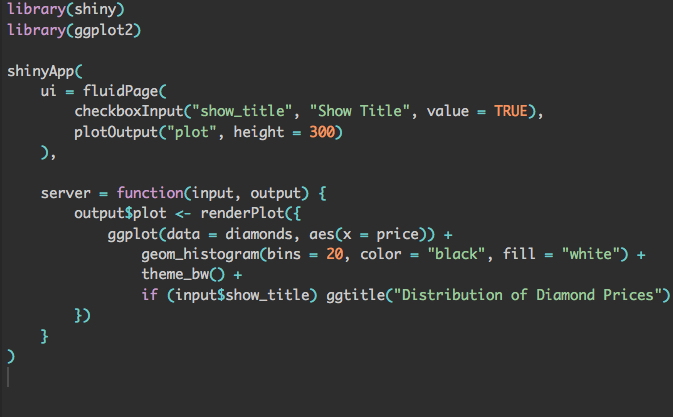 library(shiny)
library(ggplot2)

shinyApp(
    ui = fluidPage(
        checkboxInput("show_title", "Show Title", value = TRUE),
        plotOutput("plot", height = 300)
    ),

    server = function(input, output) {
        output$plot <- renderPlot({
            ggplot(data = diamonds, aes(x = price)) +
                geom_histogram(bins = 20, color = "black", fill = "white") +
                theme_bw() +
                if (input$show_title) ggtitle("Distribution of Diamond Prices")
        })
    }
)